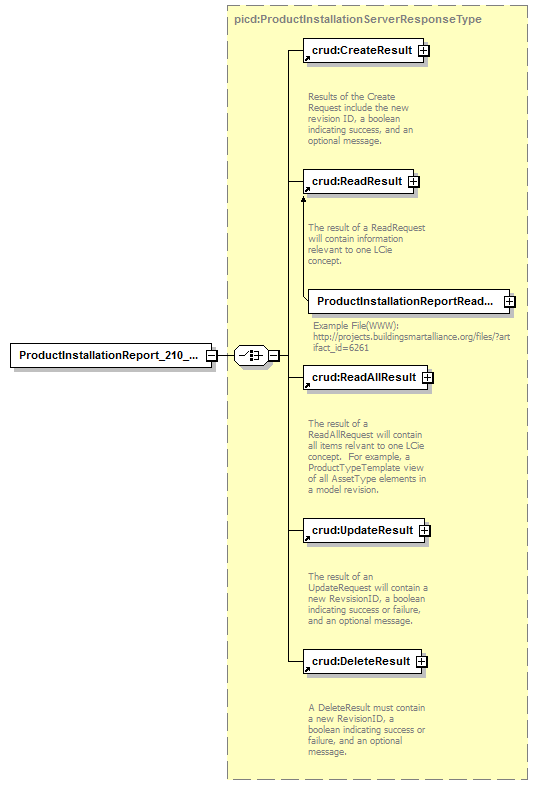 picd:ProductInstallationServerResponseType
crud:CreateResult
Results of the Create
Request include the new
revision ID, a boolean
indicating success, and an
optional message.
crud:ReadResult
The result of a ReadRequest
will contain information
relevant to one LCie
concept.
ProductInstallationReportRead...
Example File(WWW);
http://projects.buildingsmartalliance.org/files/?art
ifact_id=6261
ProductInstallationReport_210_...
crud:ReadAllResult
The result of a
ReadAllRequest will contain
all items relvant to one LCie
concept.  For example, a
ProductTypeTemplate view
of all AssetType elements in
a model revision.
crud:UpdateResult
The result of an
UpdateRequest will contain a
new RevsisionID, a boolean
indicating success or failure,
and an optional message.
crud:DeleteResult
A DeleteResult must contain
a new RevisionID, a
boolean indicating success or
failure, and an optional
message.